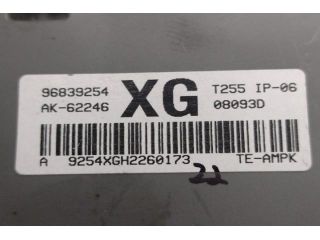 96839254 XG T255 IP-06
AK-62246 08093D
A 9254XGH2260173 TE-AMPK
22